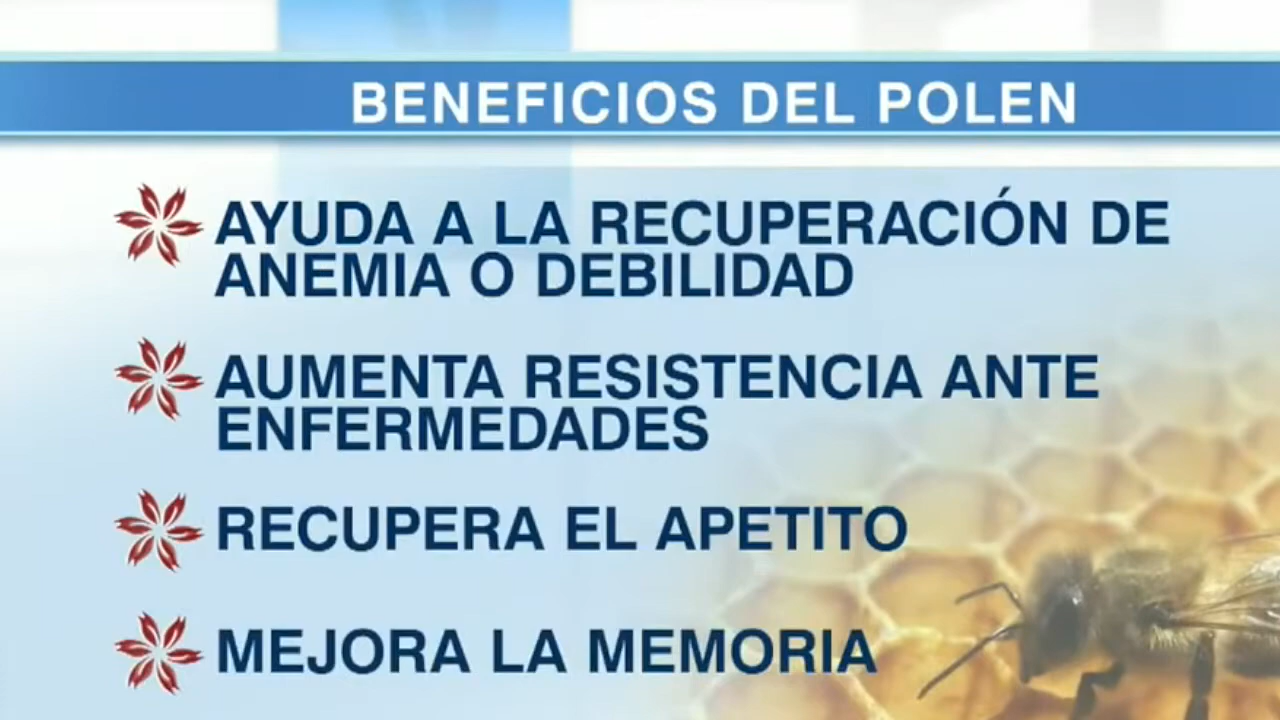 BENEFICIOS DEL POLEN
AYUDA A LA RECUPERACIÓN DE
ANEMIA O DEBILIDAD
AUMENTA RESISTENCIA ANTE
ENFERMEDADES
RECUPERA EL APETITO
MEJORA LA MEMORIA